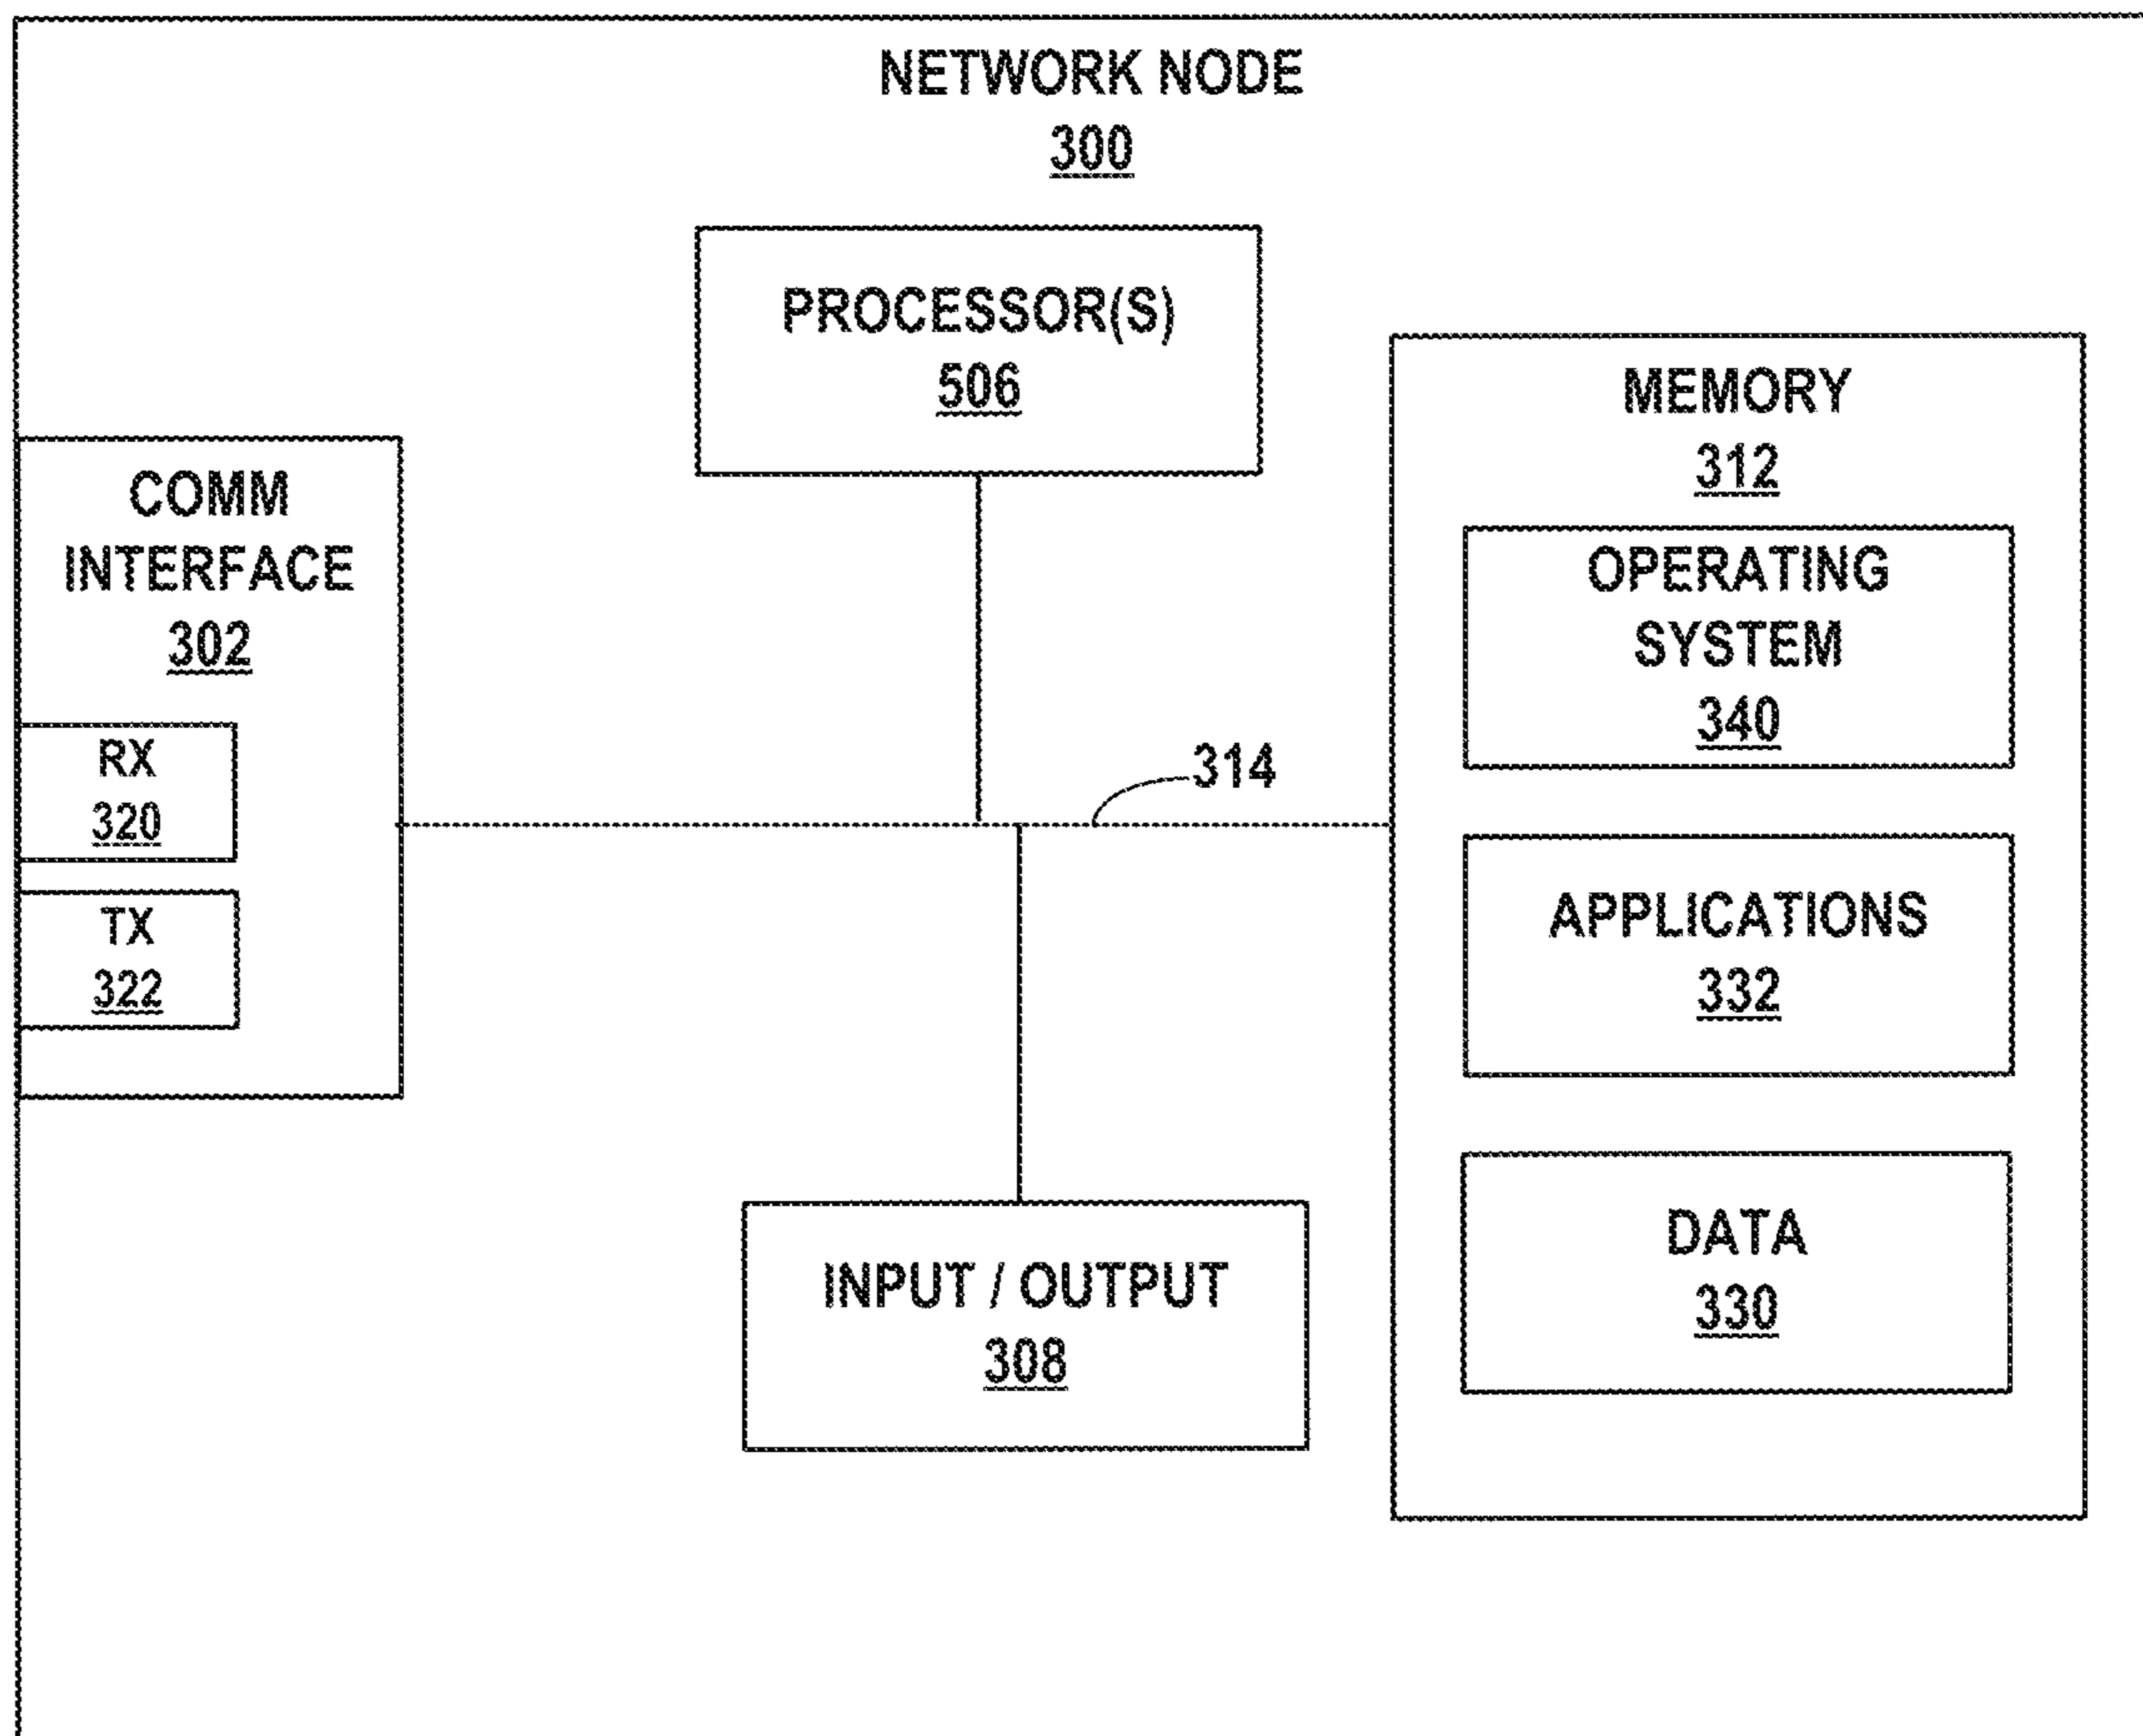 NETWORK NODE
300
PROCESSOR(S)
506
COMM
INTERFACE
302
RX
320
TX
322
314
INPUT / OUTPUT
308
MEMORY
312
OPERATING
SYSTEM
340
APPLICATIONS
332
DATA
330